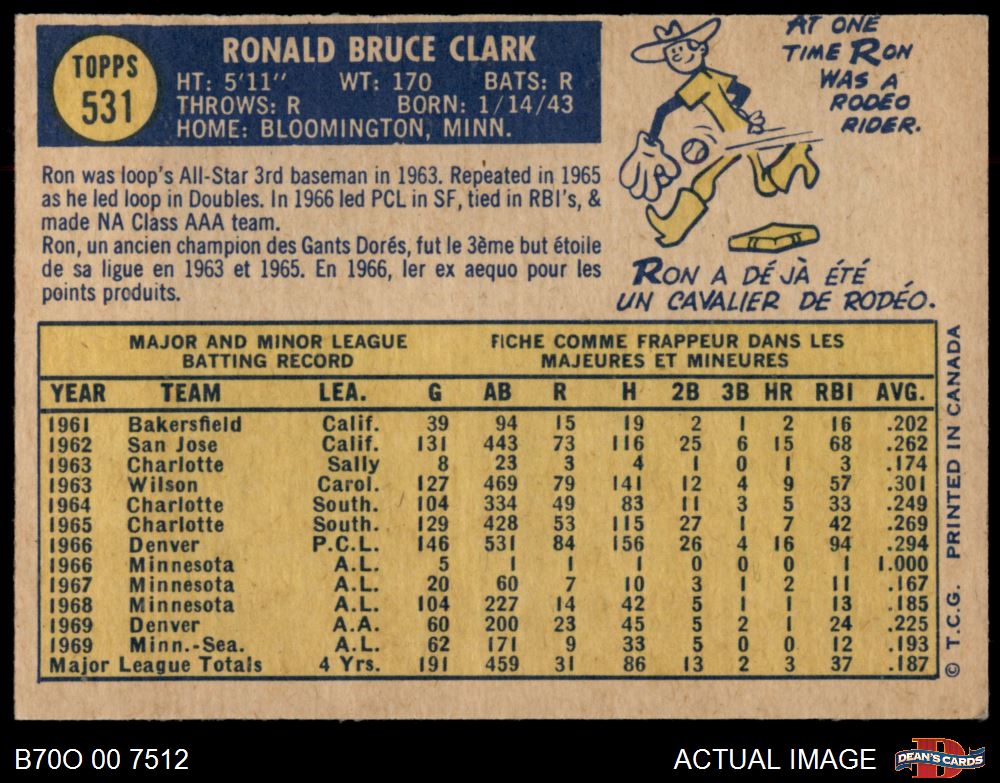 TOPPS
531
RONALD BRUCE CLARK
HT: 5'11" WT: 170 BATS: R
THROWS: R BORN: 1/14/43
HOME: BLOOMINGTON, MINN.
AT ONE
TIME RON
WAS A
RODEO
RIDER.
Ron was loop's All-Star 3rd baseman in 1963. Repeated in 1965
as he led loop in Doubles. In 1966 led PCL in SF, tied in RBI's, &
made NA Class AAA team.
Ron, un ancien champion des Gants Dorés, fut le 3ème but étoile
de sa ligue en 1963 et 1965. En 1966, ler ex aequo pour les
points produits.
RON A DÉJÀ ÉTÉ
UN CAVALIER DE RODÉO.
MAJOR AND MINOR LEAGUE
BATTING RECORD
FICHE COMME FRAPPEUR DANS LES
MAJEURES ET MINEURES
YEAR TEAM LEA. G AB R H 2B 3B HR RBI AVG.
1961 Bakersfield Calif. 39 94 15 19 2 1 2 16 .202
1962 San Jose Calif. 131 443 73 116 25 6 15 68 .262
1963 Charlotte Sally 8 23 3 4 1 0 1 3 .174
1963 Wilson Carol. 127 469 79 141 12 4 9 57 .301
1964 Charlotte South. 104 334 49 83 11 3 5 33 .249
1965 Charlotte South. 129 428 53 115 27 1 7 42 .269
1966 Denver P.C.L. 146 531 84 156 26 4 16 94 .294
1966 Minnesota A.L. 5 1 1 1 0 0 0 1 1.000
1967 Minnesota A.L. 20 60 7 10 3 1 2 11 .167
1968 Minnesota A.L. 104 227 14 42 5 1 1 13 .185
1969 Denver A.A. 60 200 23 45 5 2 1 24 .225
1969 Minn.-Sea. A.L. 62 171 9 33 5 0 0 12 .193
Major League Totals 4 Yrs. 191 459 31 86 13 2 3 37 .187
© T.C.G. PRINTED IN CANADA
B70O 00 7512
ACTUAL IMAGE
D
DEAN'S CARDS